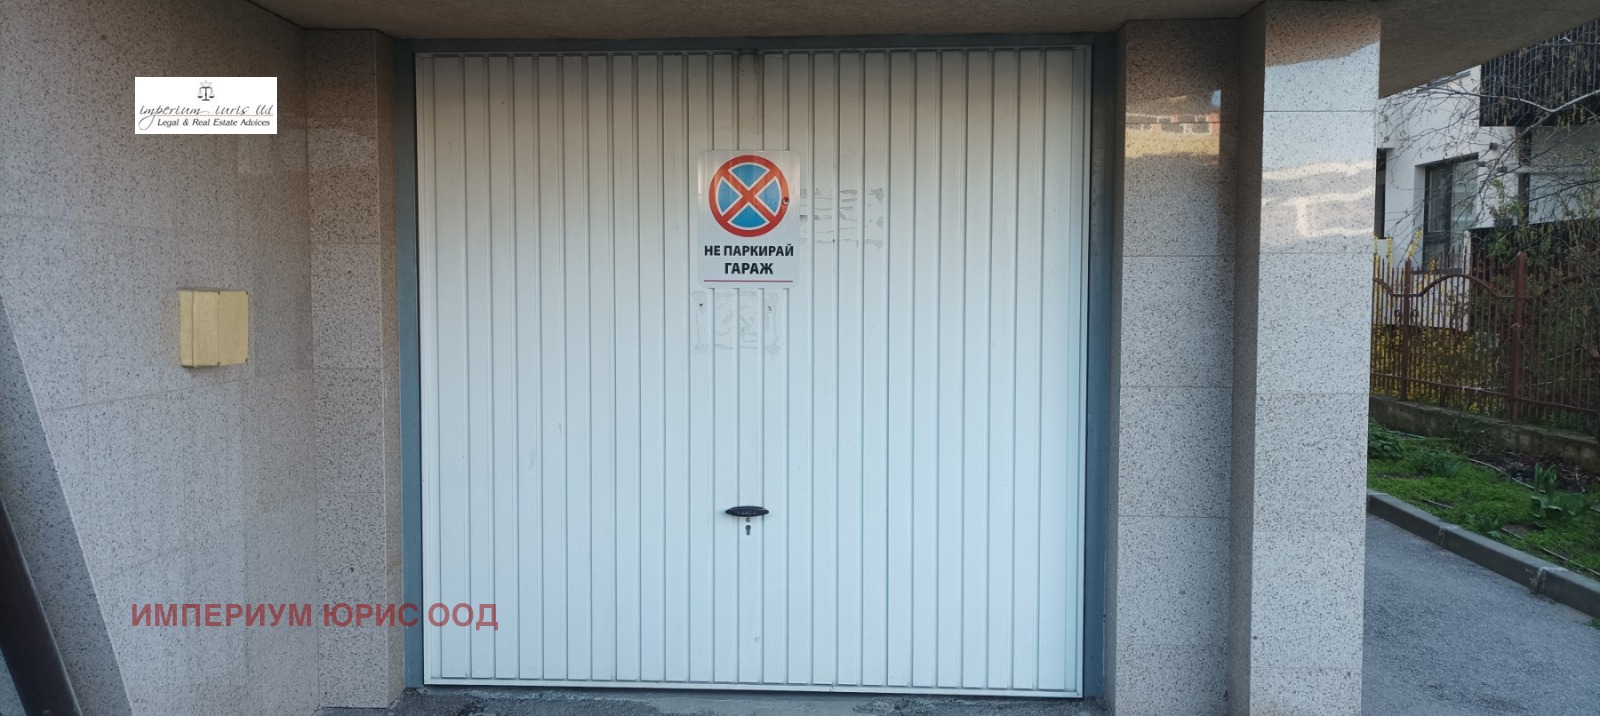 imperium iuris ltd
Legal & Real Estate Advices
НЕ ПАРКИРАЙ
ГАРАЖ
ИМПЕРИУМ ЮРИС ООД